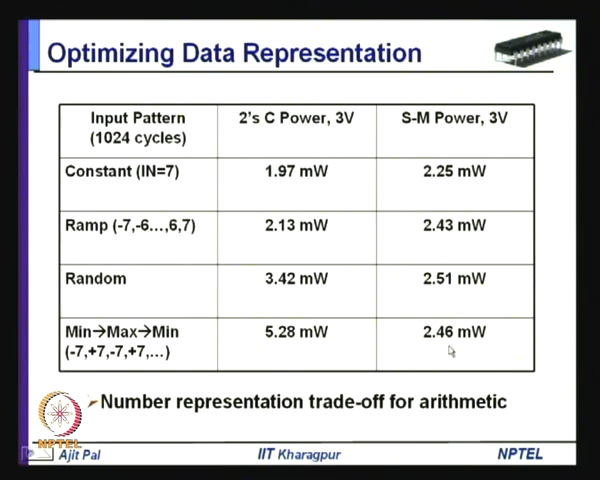 Optimizing Data Representation
Input Pattern
(1024 cycles)
2's C Power, 3V
S-M Power, 3V
Constant (IN=7)
1.97 mW
2.25 mW
Ramp (-7,-6...,6,7)
2.13 mW
2.43 mW
Random
3.42 mW
2.51 mW
Min→Max→Min
(-7,+7,-7,+7,...)
5.28 mW
2.46 mW
Number representation trade-off for arithmetic
NPTEL
Ajit Pal
IIT Kharagpur
NPTEL